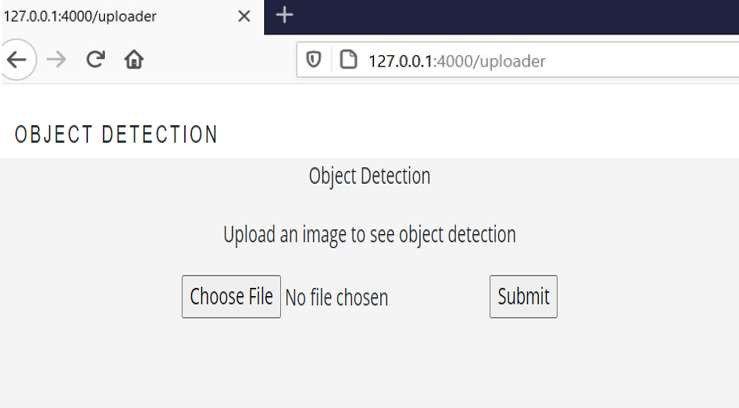 127.0.0.1:4000/uploader
127.0.0.1:4000/uploader
OBJECT DETECTION
Object Detection
Upload an image to see object detection
Choose File No file chosen Submit